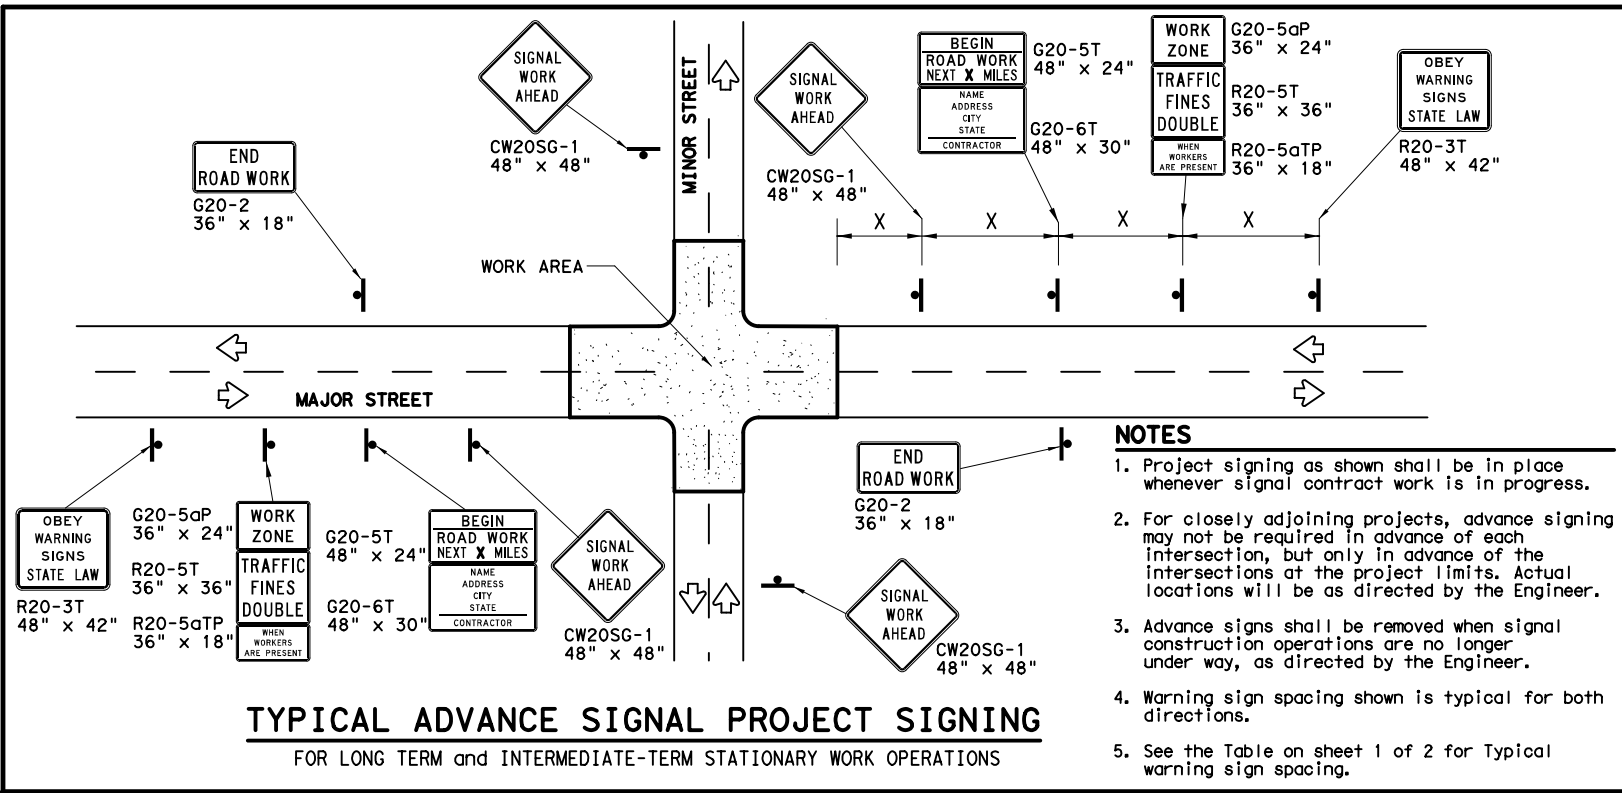 SIGNAL
WORK
AHEAD
CW20SG-1
48" x 48"
END
ROAD WORK
G20-2
36" x 18"
MINOR STREET
SIGNAL
WORK
AHEAD
CW20SG-1
48" x 48"
BEGIN
ROAD WORK
NEXT X MILES
NAME
ADDRESS
CITY
STATE
CONTRACTOR
G20-5T
48" x 24"
G20-6T
48" x 30"
WORK
ZONE
TRAFFIC
FINES
DOUBLE
WHEN
WORKERS
ARE PRESENT
G20-5aP
36" x 24"
R20-5T
36" x 36"
R20-5aTP
36" x 18"
OBEY
WARNING
SIGNS
STATE LAW
R20-3T
48" x 42"
X
X
X
X
WORK AREA
MAJOR STREET
OBEY
WARNING
SIGNS
STATE LAW
R20-3T
48" x 42"
G20-5aP
36" x 24"
R20-5T
36" x 36"
R20-5aTP
36" x 18"
WORK
ZONE
TRAFFIC
FINES
DOUBLE
WHEN
WORKERS
ARE PRESENT
G20-5T
48" x 24"
G20-6T
48" x 30"
BEGIN
ROAD WORK
NEXT X MILES
NAME
ADDRESS
CITY
STATE
CONTRACTOR
SIGNAL
WORK
AHEAD
CW20SG-1
48" x 48"
END
ROAD WORK
G20-2
36" x 18"
SIGNAL
WORK
AHEAD
CW20SG-1
48" x 48"
TYPICAL ADVANCE SIGNAL PROJECT SIGNING
FOR LONG TERM and INTERMEDIATE-TERM STATIONARY WORK OPERATIONS
NOTES
1. Project signing as shown shall be in place
whenever signal contract work is in progress.
2. For closely adjoining projects, advance signing
may not be required in advance of each
intersection, but only in advance of the
intersections at the project limits. Actual
locations will be as directed by the Engineer.
3. Advance signs shall be removed when signal
construction operations are no longer
under way, as directed by the Engineer.
4. Warning sign spacing shown is typical for both
directions.
5. See the Table on sheet 1 of 2 for Typical
warning sign spacing.